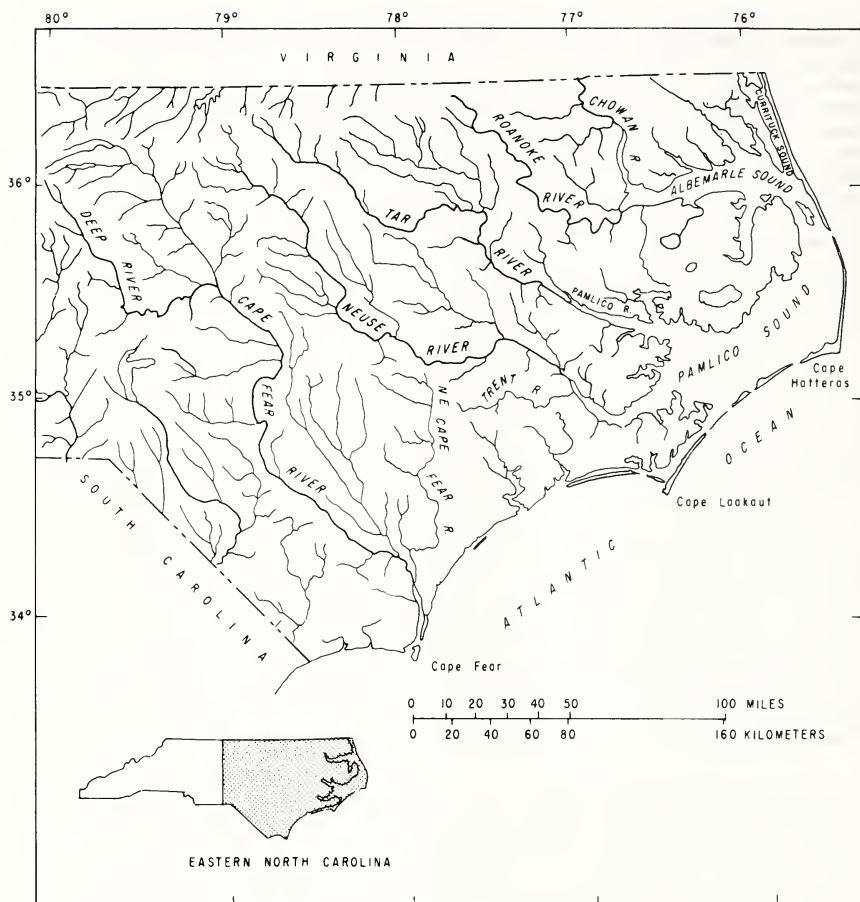 80° 79° 78° 77° 76°
VIRGINIA
CHOWAN R
ROANOKE RIVER
CURRITUCK SOUND
36°
ALBEMARLE SOUND
TAR RIVER
DEEP RIVER
PAMLICO R.
CAPE FEAR RIVER
NEUSE RIVER
PAMLICO SOUND
TRENT R
NE CAPE FEAR R.
Cape Hatteras
35°
OCEAN
Cape Lookout
SOUTH CAROLINA
ATLANTIC
34°
Cape Fear
0 10 20 30 40 50 100 MILES
0 20 40 60 80 160 KILOMETERS
EASTERN NORTH CAROLINA